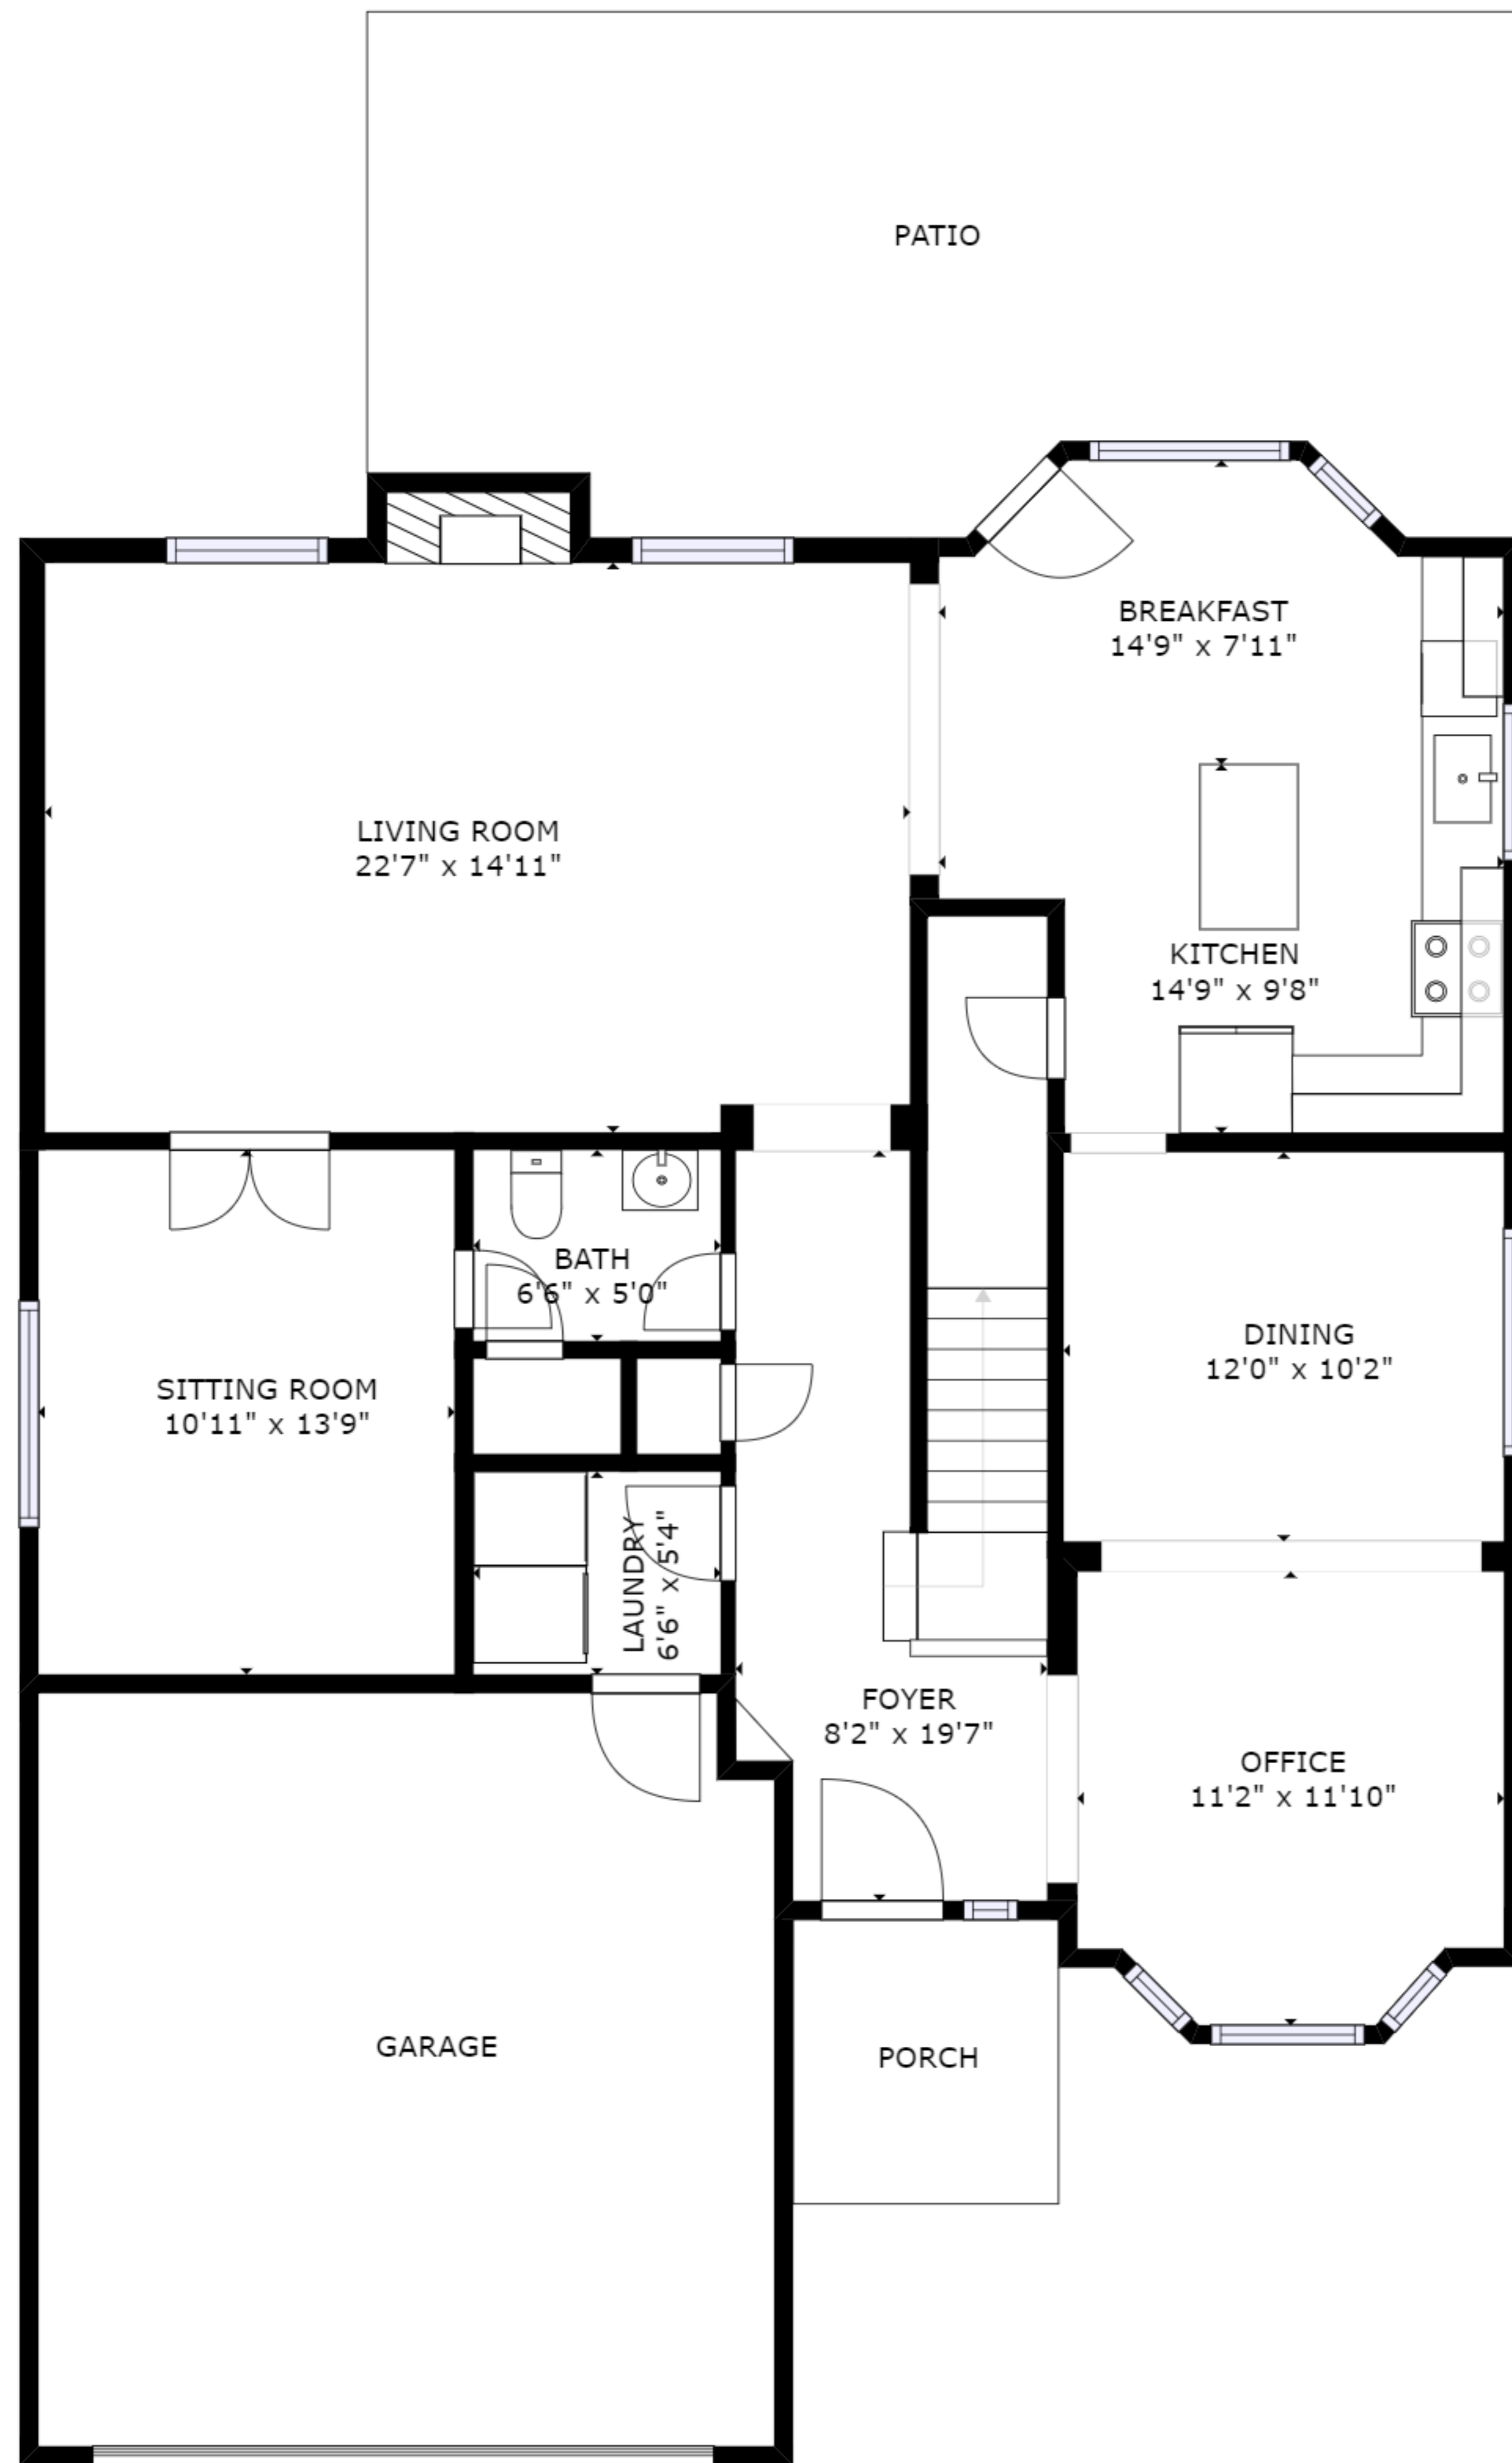 PATIO
BREAKFAST
14'9" x 7'11"
LIVING ROOM
22'7" x 14'11"
KITCHEN
14'9" x 9'8"
BATH
6'6" x 5'0"
DINING
12'0" x 10'2"
SITTING ROOM
10'11" x 13'9"
LAUNDRY
6'6" x 5'4"
FOYER
8'2" x 19'7"
OFFICE
11'2" x 11'10"
GARAGE
PORCH